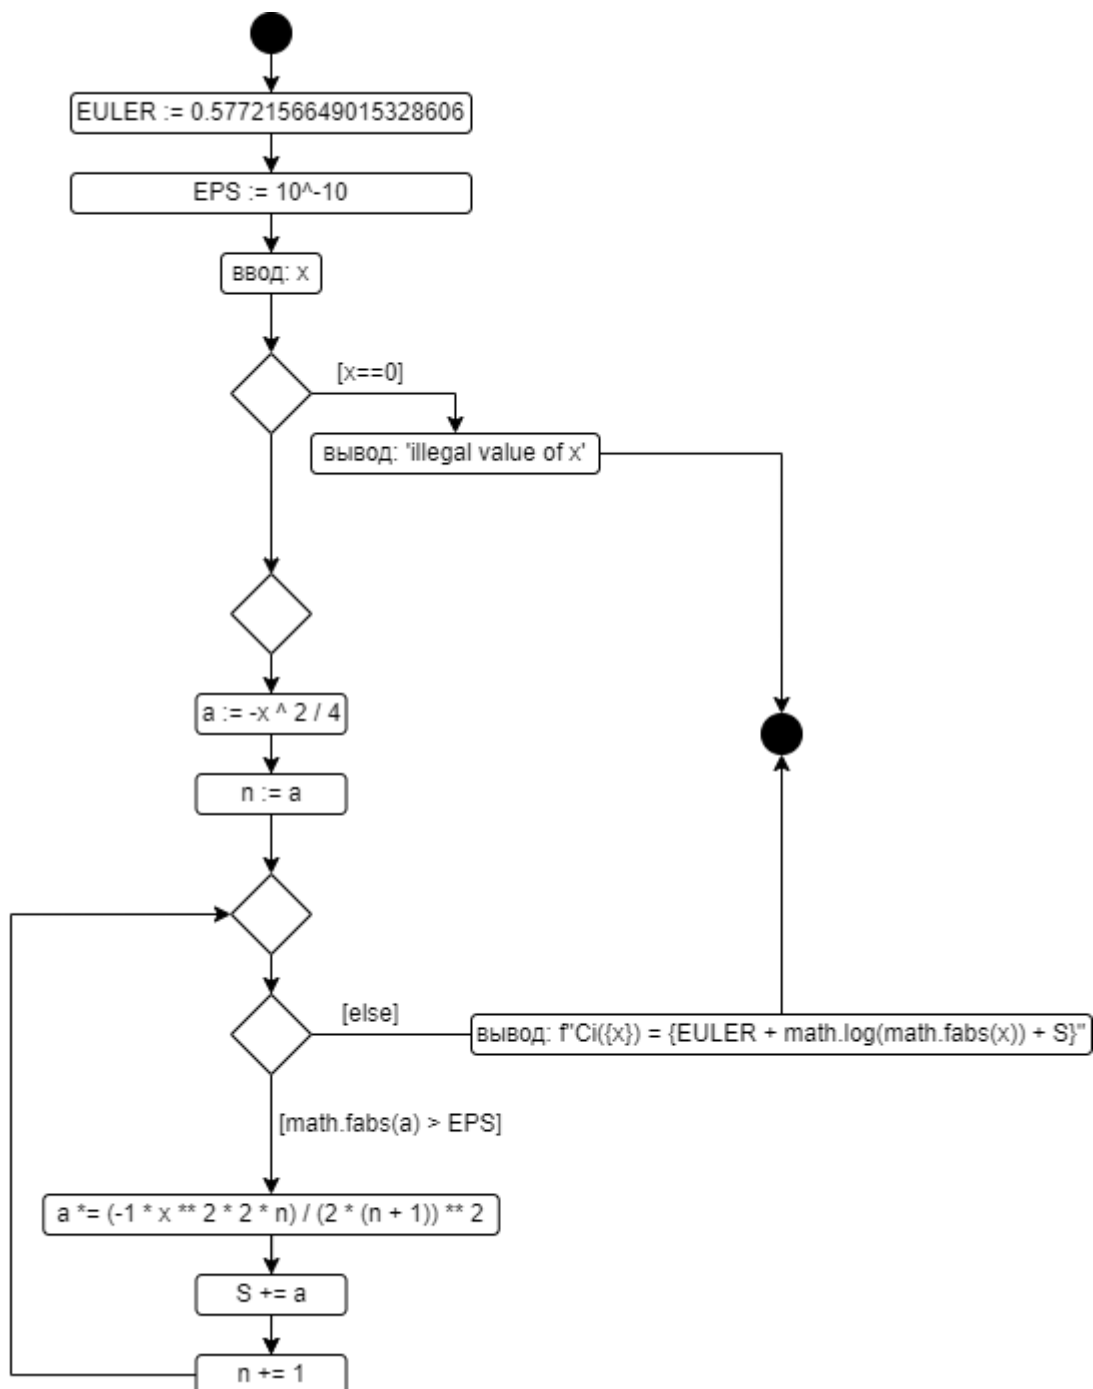 EULER := 0.5772156649015328606
EPS := 10^-10
ввод: x
[x==0]
вывод: 'illegal value of x'
a := -x ^ 2 / 4
n := a
[else]
вывод: f"Ci({x}) = {EULER + math.log(math.fabs(x)) + S}"
[math.fabs(a) > EPS]
a *= (-1 * x ** 2 * 2 * n) / (2 * (n + 1)) ** 2
S += a
n += 1